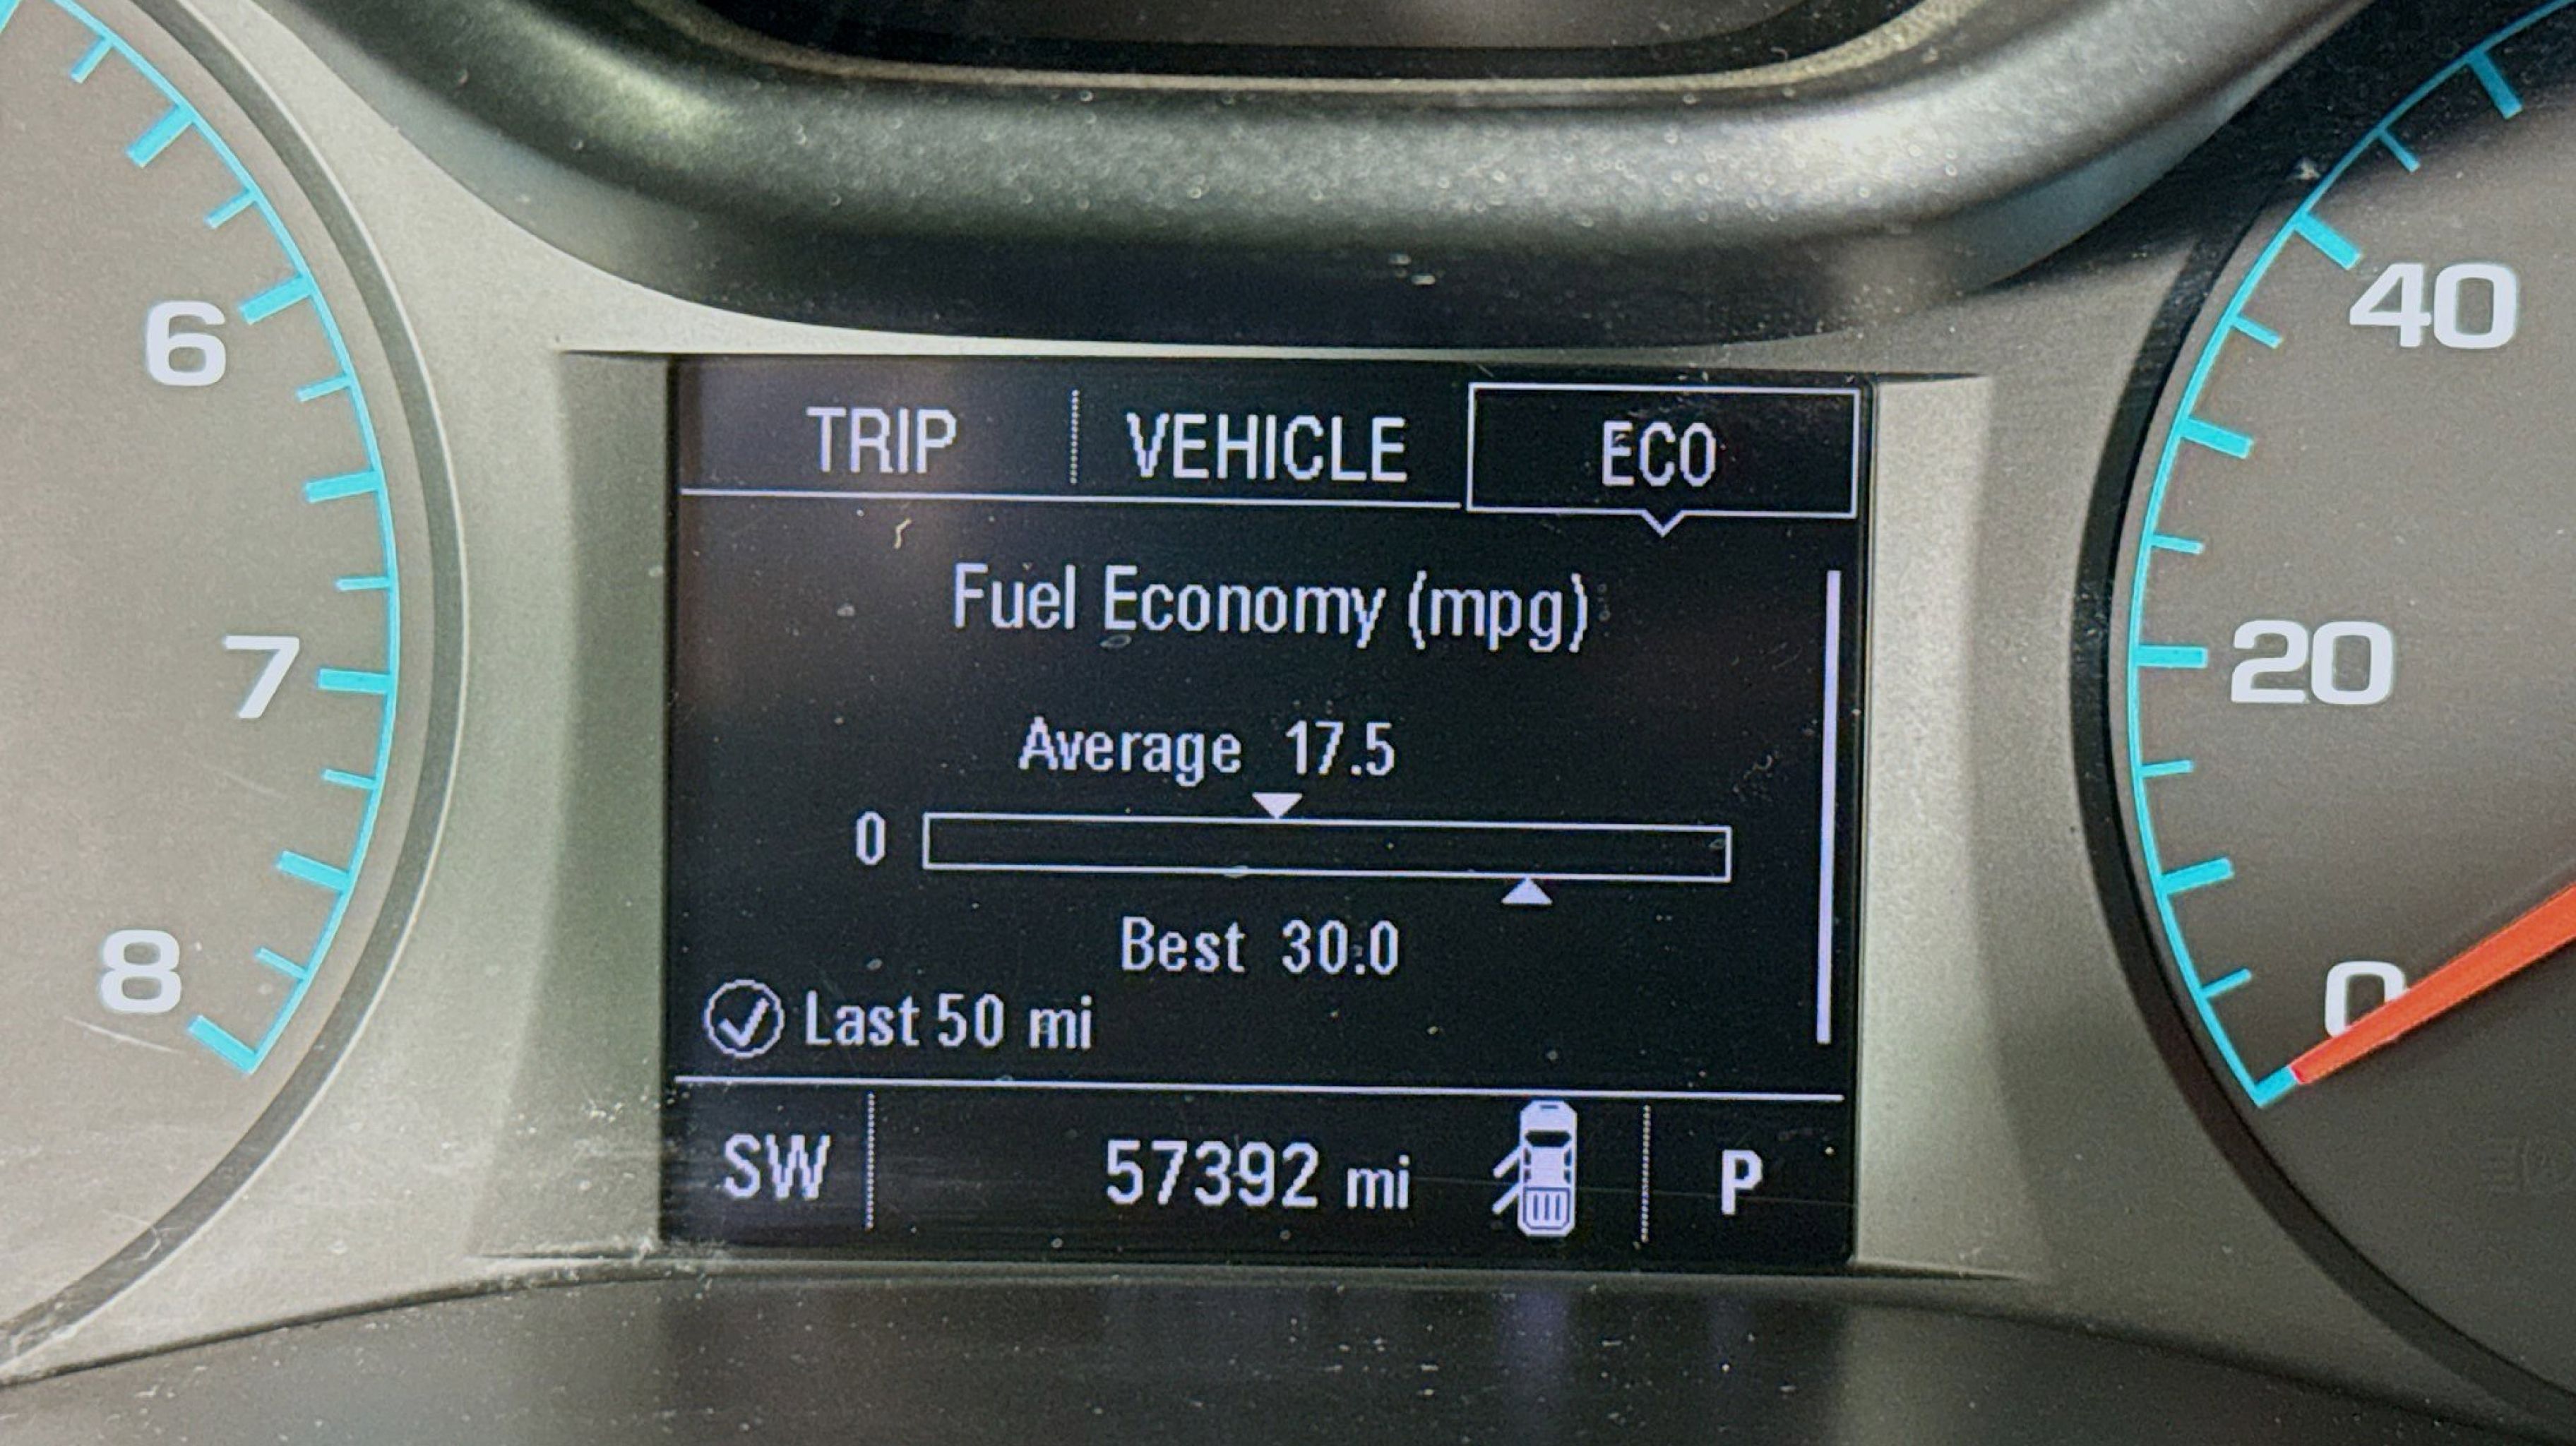 TRIP VEHICLE ECO
Fuel Economy (mpg)
Average 17.5
0
Best 30.0
Last 50 mi
SW 57392 mi P
6
7
8
40
20
0